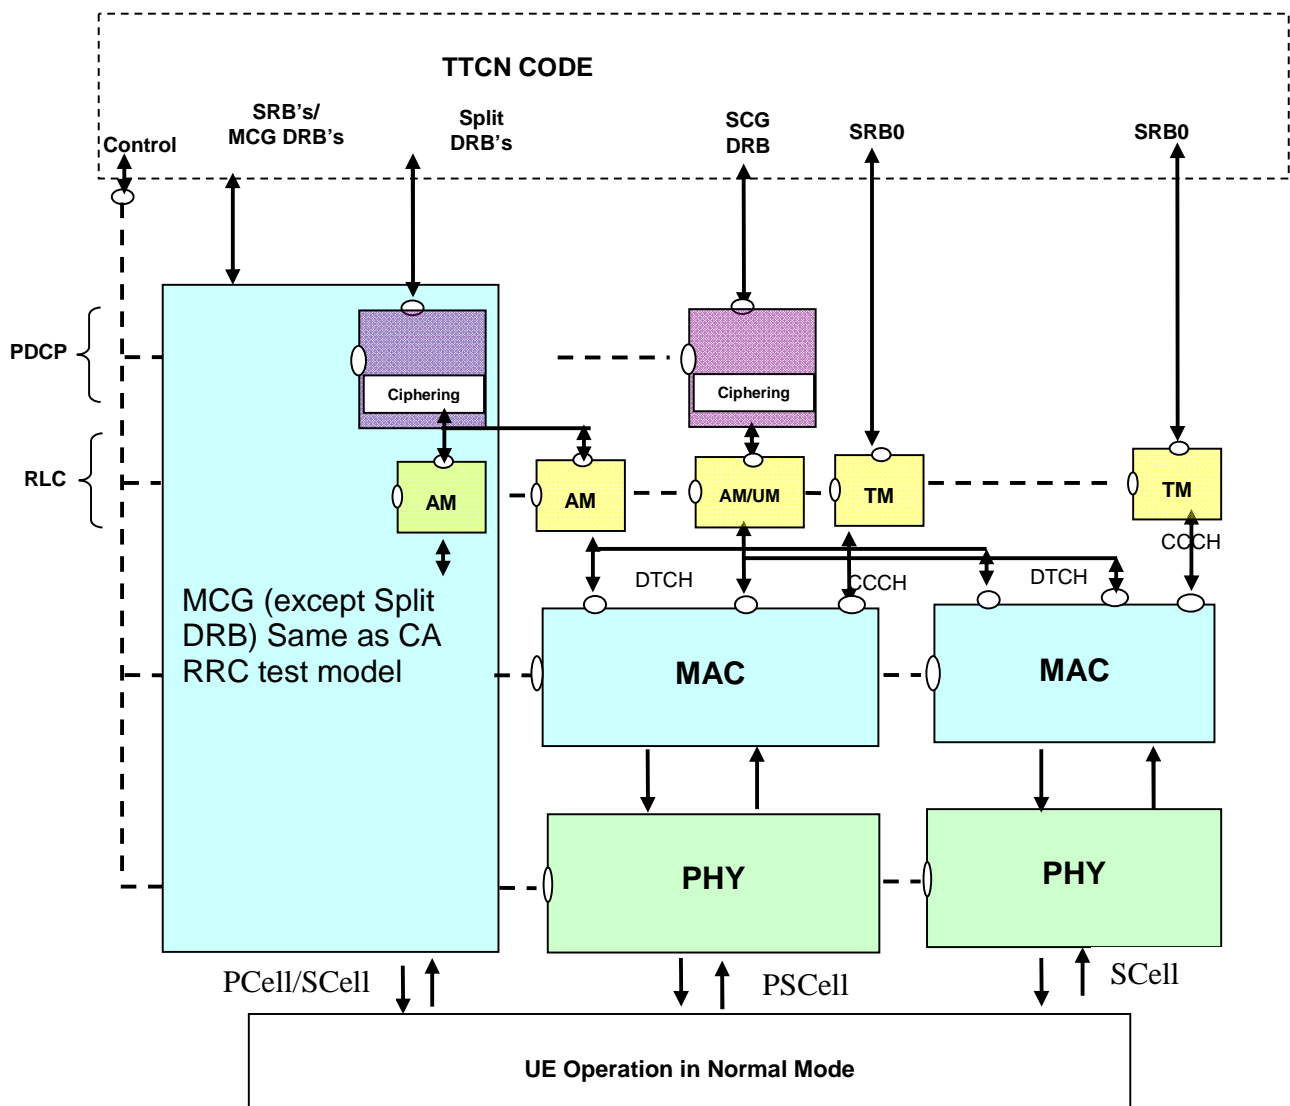 TTCN CODE
Control
SRB's/
MCG DRB's
Split
DRB's
SCG
DRB
SRB0
SRB0
PDCP
Ciphering
Ciphering
RLC
AM
AM
AM/UM
TM
TM
DTCH
CCCH
DTCH
CCCH
MCG (except Split
DRB) Same as CA
RRC test model
MAC
MAC
PHY
PHY
PCell/SCell
PSCell
SCell
UE Operation in Normal Mode